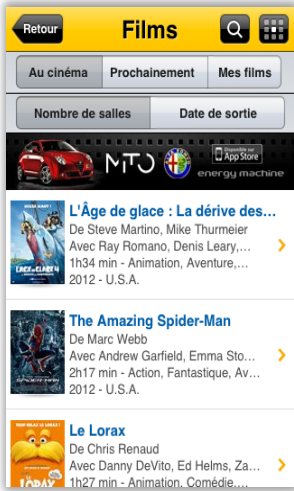 Retour
Films
Au cinéma
Prochainement
Mes films
Nombre de salles
Date de sortie
MiTo
Disponible sur
App Store
energy machine
L'Âge de glace : La dérive des...
De Steve Martino, Mike Thurmeier
Avec Ray Romano, Denis Leary,...
1h34 min - Animation, Aventure,...
2012 - U.S.A.
The Amazing Spider-Man
De Marc Webb
Avec Andrew Garfield, Emma Sto...
2h17 min - Action, Fantastique, Av...
2012 - U.S.A.
Le Lorax
De Chris Renaud
Avec Danny DeVito, Ed Helms, Za...
1h27 min - Animation, Comédie,...